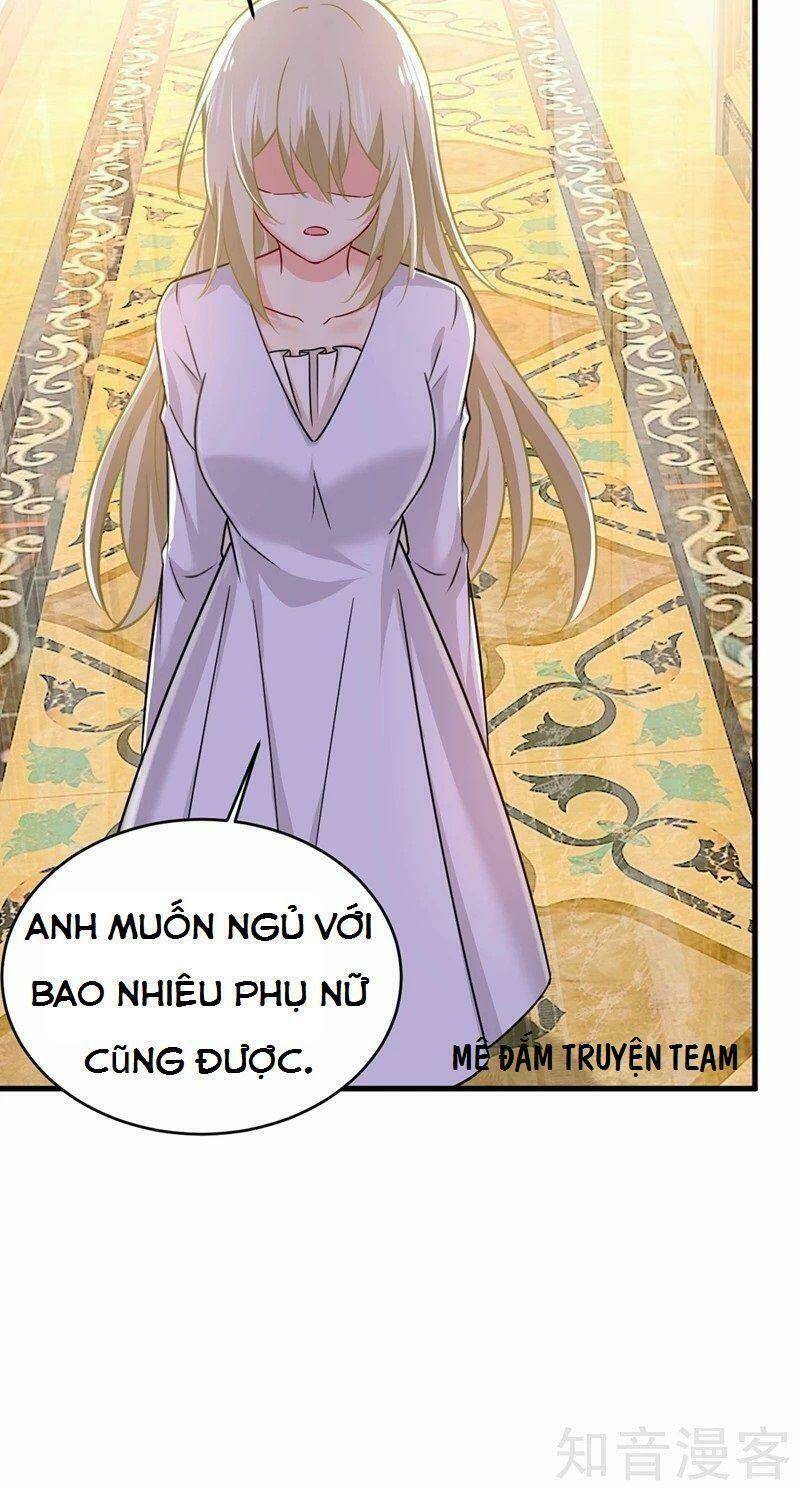 ANH MUỐN NGỦ VỚI
BAO NHIÊU PHỤ NỮ
CŨNG ĐƯỢC.
MÊ ĐẮM TRUYỆN TEAM
知音漫客